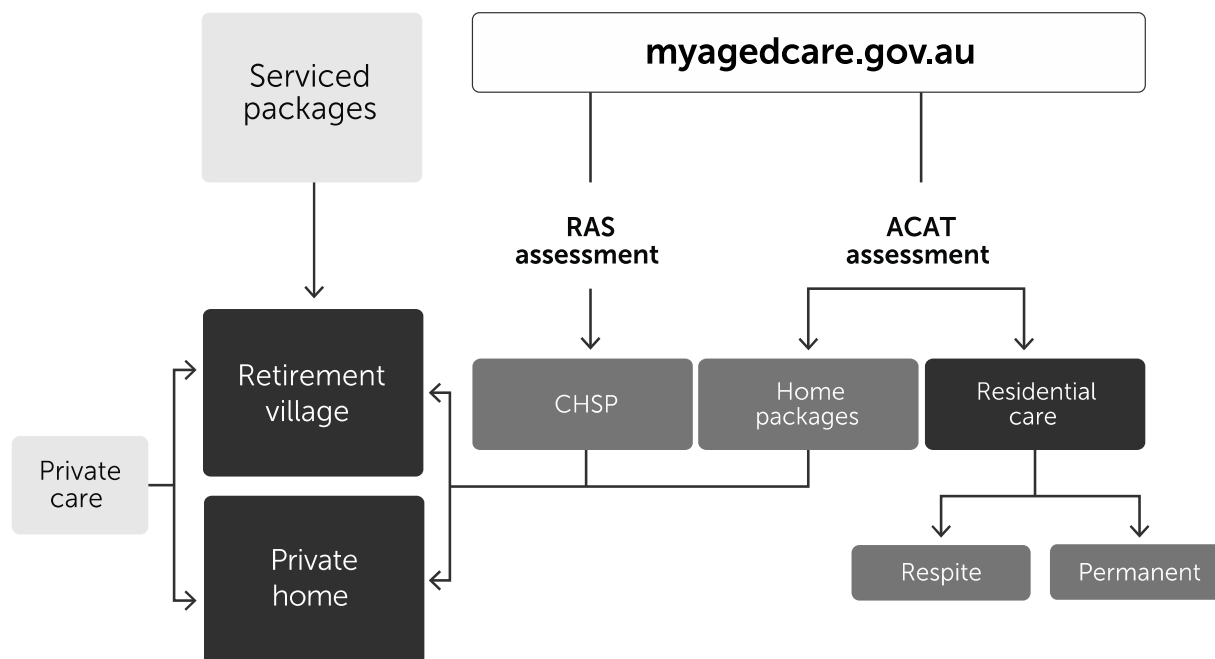 Serviced
packages
myagedcare.gov.au
RAS
assessment
ACAT
assessment
Retirement
village
CHSP
Home
packages
Residential
care
Private
care
Private
home
Respite
Permanent